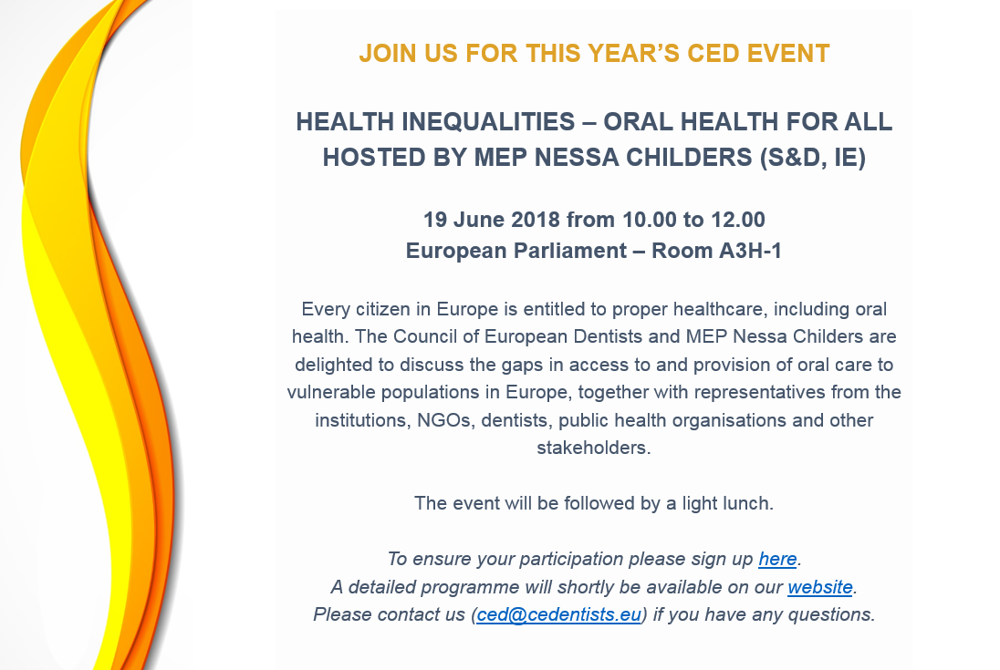 JOIN US FOR THIS YEAR’S CED EVENT
HEALTH INEQUALITIES – ORAL HEALTH FOR ALL
HOSTED BY MEP NESSA CHILDERS (S&D, IE)
19 June 2018 from 10.00 to 12.00
European Parliament – Room A3H-1
Every citizen in Europe is entitled to proper healthcare, including oral
health. The Council of European Dentists and MEP Nessa Childers are
delighted to discuss the gaps in access to and provision of oral care to
vulnerable populations in Europe, together with representatives from the
institutions, NGOs, dentists, public health organisations and other
stakeholders.
The event will be followed by a light lunch.
To ensure your participation please sign up here.
A detailed programme will shortly be available on our website.
Please contact us (ced@cedentists.eu) if you have any questions.